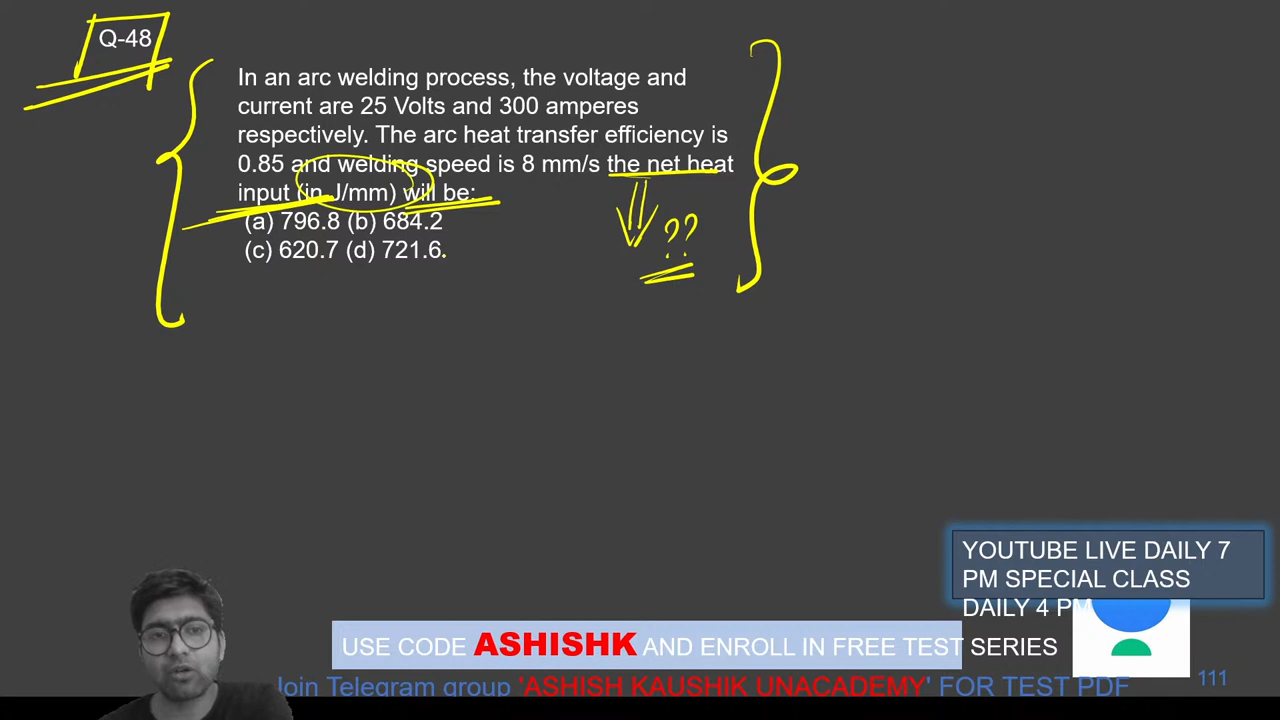 Q-48
In an arc welding process, the voltage and
current are 25 Volts and 300 amperes
respectively. The arc heat transfer efficiency is
0.85 and welding speed is 8 mm/s the net heat
input (in J/mm) will be:
(a) 796.8 (b) 684.2
(c) 620.7 (d) 721.6.
??
YOUTUBE LIVE DAILY 7
PM SPECIAL CLASS
DAILY 4 PM
USE CODE ASHISHK AND ENROLL IN FREE TEST SERIES
Join Telegram group 'ASHISH KAUSHIK UNACADEMY' FOR TEST PDF
111